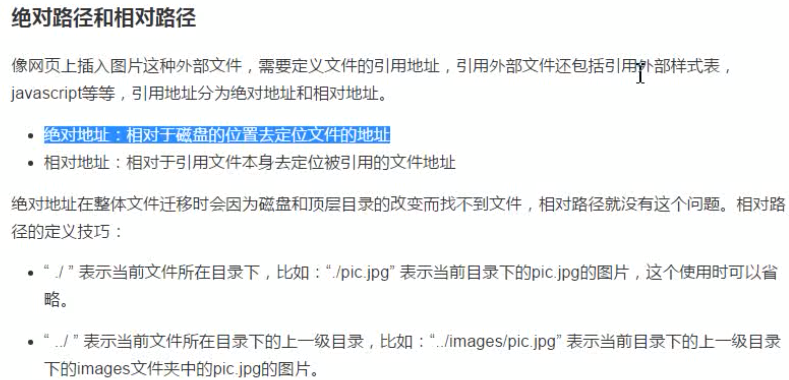 绝对路径和相对路径
像网页上插入图片这种外部文件，需要定义文件的引用地址，引用外部文件还包括引用外部样式表，
javascript等等，引用地址分为绝对地址和相对地址。
• 绝对地址：相对于磁盘的位置去定位文件的地址
• 相对地址：相对于引用文件本身去定位被引用的文件地址
绝对地址在整体文件迁移时会因为磁盘和顶层目录的改变而找不到文件，相对路径就没有这个问题。相对路
径的定义技巧：
• “ ./ ” 表示当前文件所在目录下，比如：“./pic.jpg” 表示当前目录下的pic.jpg的图片，这个使用时可以省
略。
• “ ../ ” 表示当前文件所在目录下的上一级目录，比如：“../images/pic.jpg” 表示当前目录下的上一级目录
下的images文件夹中的pic.jpg的图片。